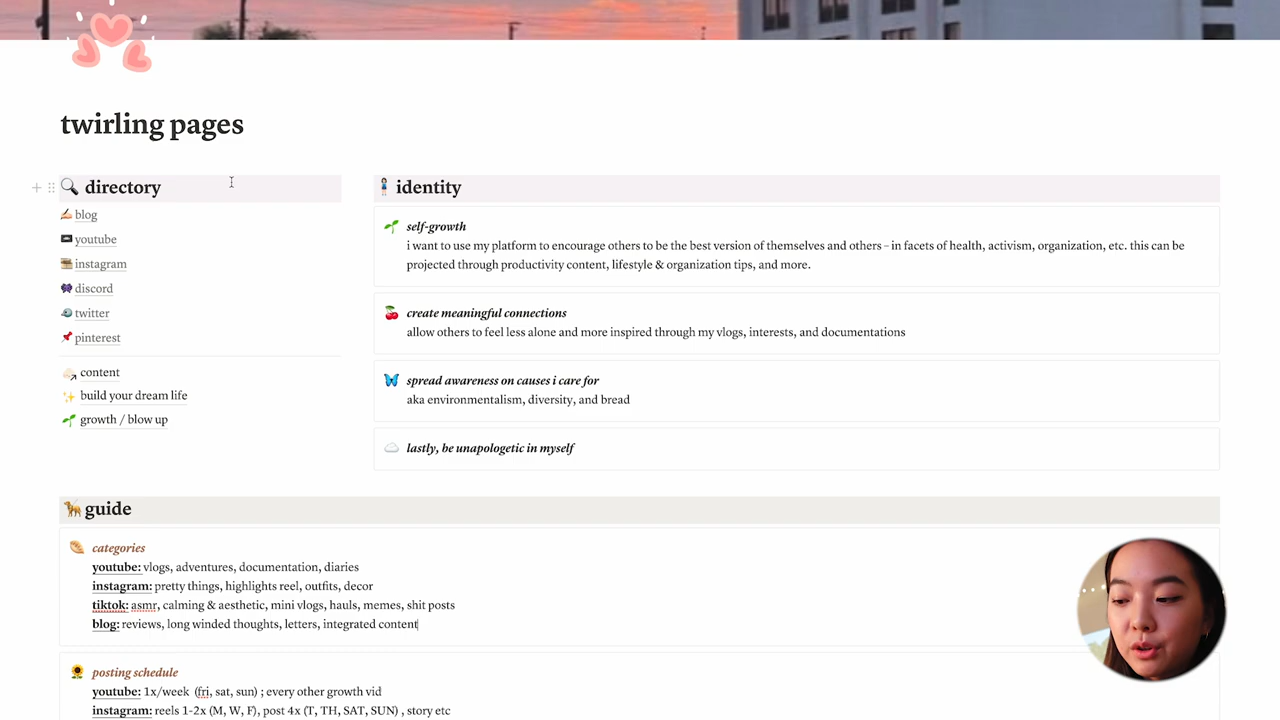 twirling pages
directory
blog
youtube
instagram
discord
twitter
pinterest
content
build your dream life
growth / blow up
identity
self-growth
i want to use my platform to encourage others to be the best version of themselves and others – in facets of health, activism, organization, etc. this can be
projected through productivity content, lifestyle & organization tips, and more.
create meaningful connections
allow others to feel less alone and more inspired through my vlogs, interests, and documentations
spread awareness on causes i care for
aka environmentalism, diversity, and bread
lastly, be unapologetic in myself
guide
categories
youtube: vlogs, adventures, documentation, diaries
instagram: pretty things, highlights reel, outfits, decor
tiktok: asmr, calming & aesthetic, mini vlogs, hauls, memes, shit posts
blog: reviews, long winded thoughts, letters, integrated content
posting schedule
youtube: 1x/week (fri, sat, sun) ; every other growth vid
instagram: reels 1-2x (M, W, F), post 4x (T, TH, SAT, SUN) , story etc